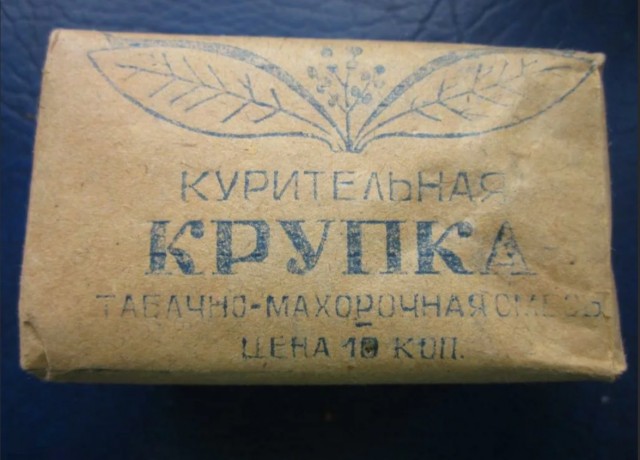 КУРИТЕЛЬНАЯ
КРУПКА-
ТАБАЧНО-МАХОРОЧНАЯ СМЕСЬ
ЦЕНА 10 КОП.